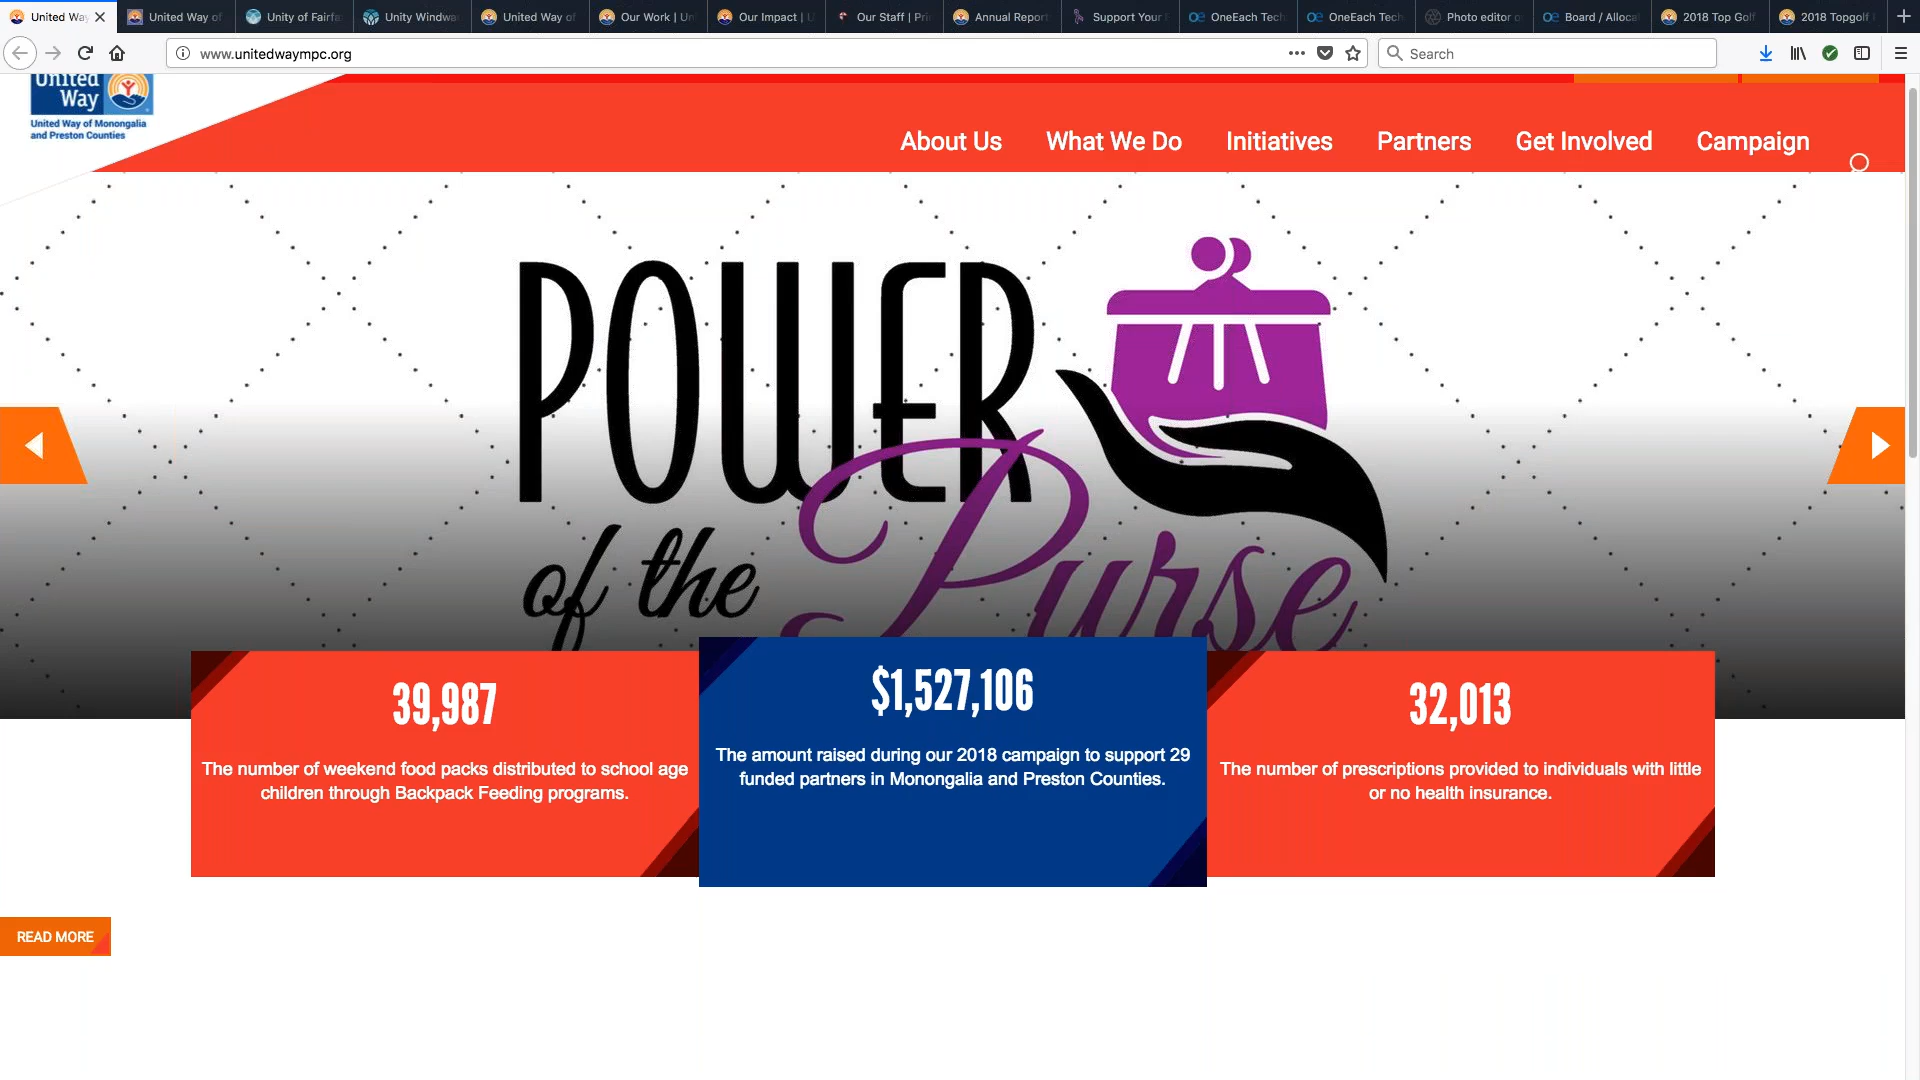 United Way
United Way of
Unity of Fairfa
Unity Windwa
United Way of
Our Work | Un
Our Impact | U
Our Staff | Pri
Annual Report
Support Your
OneEach Tech
OneEach Tech
Photo editor o
Board / Alloca
2018 Top Golf
2018 Topgolf
www.unitedwaympc.org
Search
United
Way
United Way of Monongalia
and Preston Counties
About Us
What We Do
Initiatives
Partners
Get Involved
Campaign
POWER
of the Purse
39,987
The number of weekend food packs distributed to school age
children through Backpack Feeding programs.
$1,527,106
The amount raised during our 2018 campaign to support 29
funded partners in Monongalia and Preston Counties.
32,013
The number of prescriptions provided to individuals with little
or no health insurance.
READ MORE